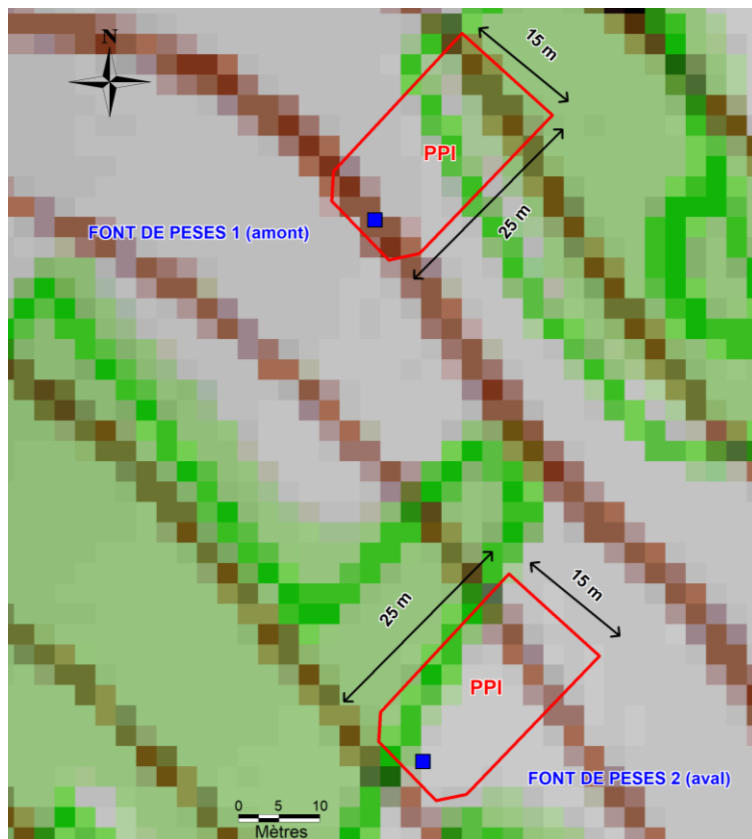 N
15 m
PPI
FONT DE PESES 1 (amont)
25 m
25 m
15 m
PPI
FONT DE PESES 2 (aval)
0 5 10
Mètres